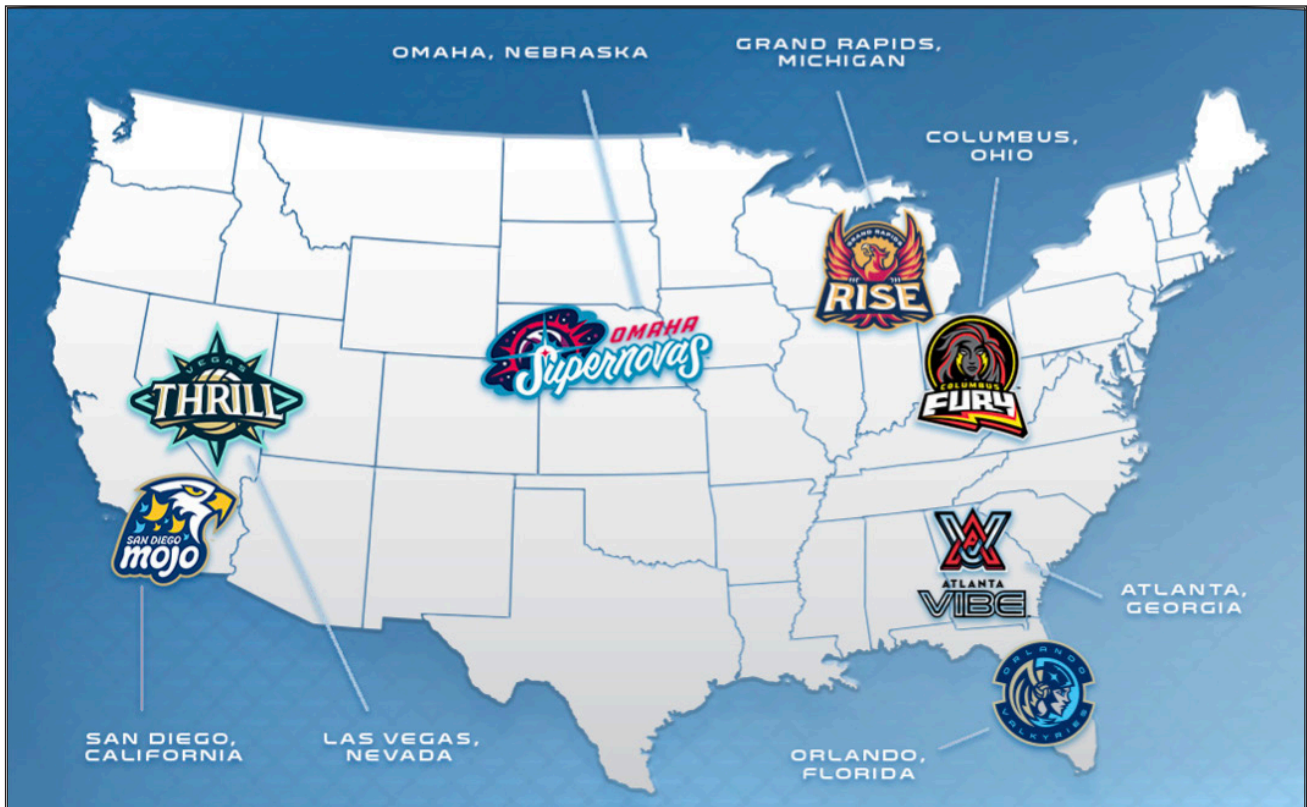 OMAHA, NEBRASKA
GRAND RAPIDS,
MICHIGAN
COLUMBUS,
OHIO
GRAND RAPIDS
RISE
OMAHA
Supernovas
VEGAS
THRILL
COLUMBUS
FURY
SAN DIEGO
mojo
ATLANTA
VIBE
ATLANTA,
GEORGIA
ORLANDO
VALKYRIES
SAN DIEGO,
CALIFORNIA
LAS VEGAS,
NEVADA
ORLANDO,
FLORIDA